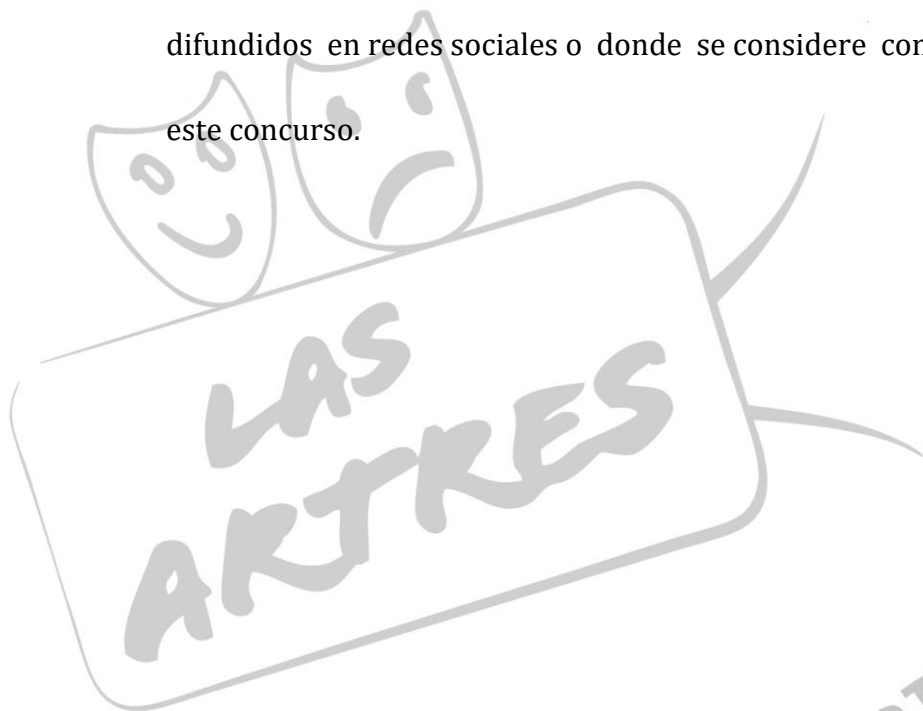 difundidos en redes sociales o donde se considere
este concurso.
LAS
ARTRES